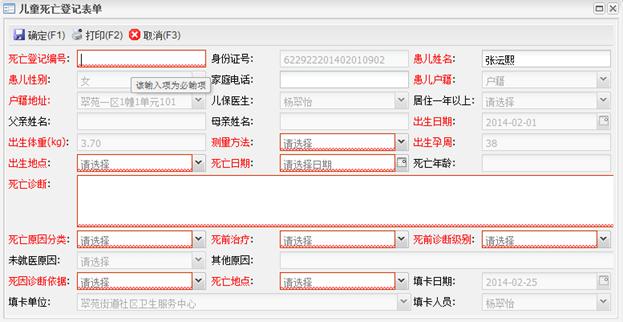 儿童死亡登记表单
确定(F1) 打印(F2) 取消(F3)
死亡登记编号: 身份证号: 622922201402010902 患儿姓名: 张沄熙
患儿性别: 女 家庭电话: 患儿户籍: 户籍
该输入项为必输项
户籍地址: 翠苑一区1幢1单元101 儿保医生: 杨翠怡 居住一年以上: 请选择
父亲姓名: 母亲姓名: 出生日期: 2014-02-01
出生体重(kg): 3.70 测量方法: 请选择 出生孕周: 38
出生地点: 请选择 死亡日期: 请选择日期 死亡年龄:
死亡诊断:
死亡原因分类: 请选择 死前治疗: 请选择 死前诊断级别: 请选择
未就医原因: 请选择 其他原因:
死因诊断依据: 请选择 死亡地点: 请选择 填卡日期: 2014-02-25
填卡单位: 翠苑街道社区卫生服务中心 填卡人员: 杨翠怡